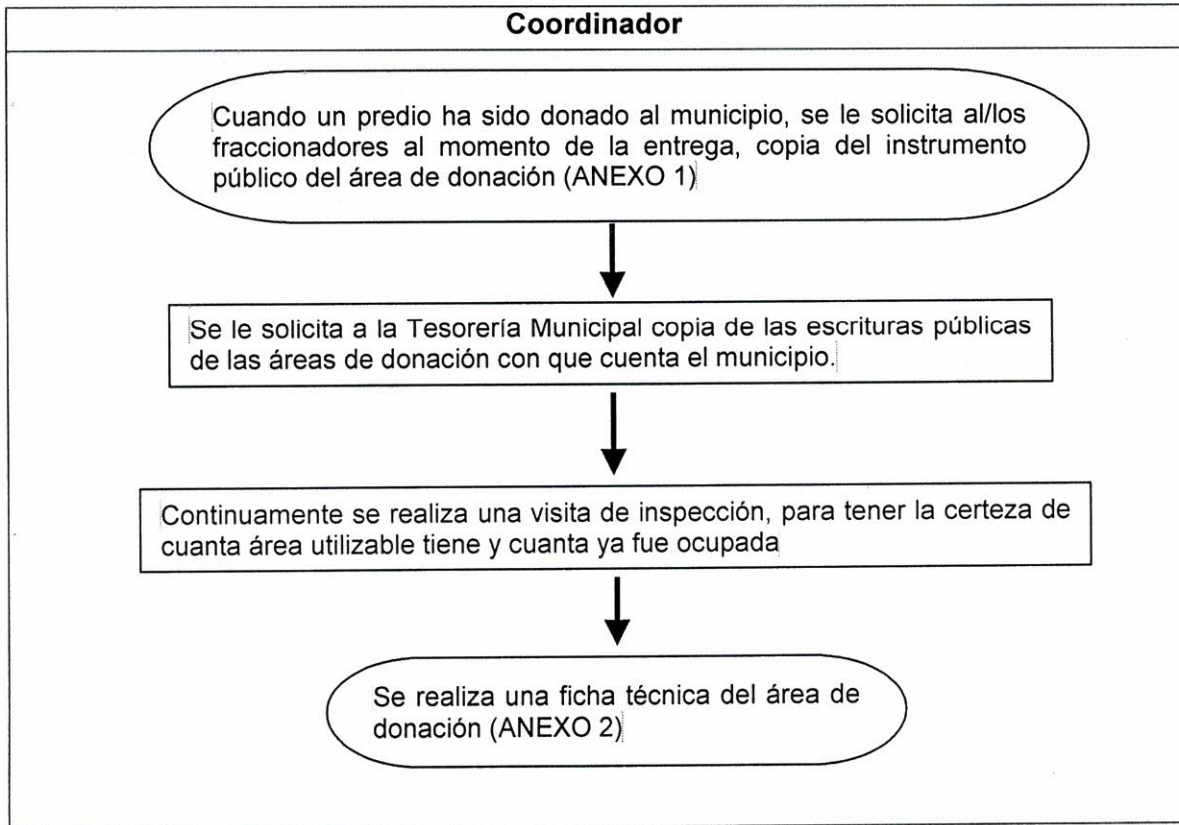 Coordinador
Cuando un predio ha sido donado al municipio, se le solicita al/los
fraccionadores al momento de la entrega, copia del instrumento
público del área de donación (ANEXO 1)
Se le solicita a la Tesorería Municipal copia de las escrituras públicas
de las áreas de donación con que cuenta el municipio.
Continuamente se realiza una visita de inspección, para tener la certeza de
cuanta área utilizable tiene y cuanta ya fue ocupada
Se realiza una ficha técnica del área de
donación (ANEXO 2)